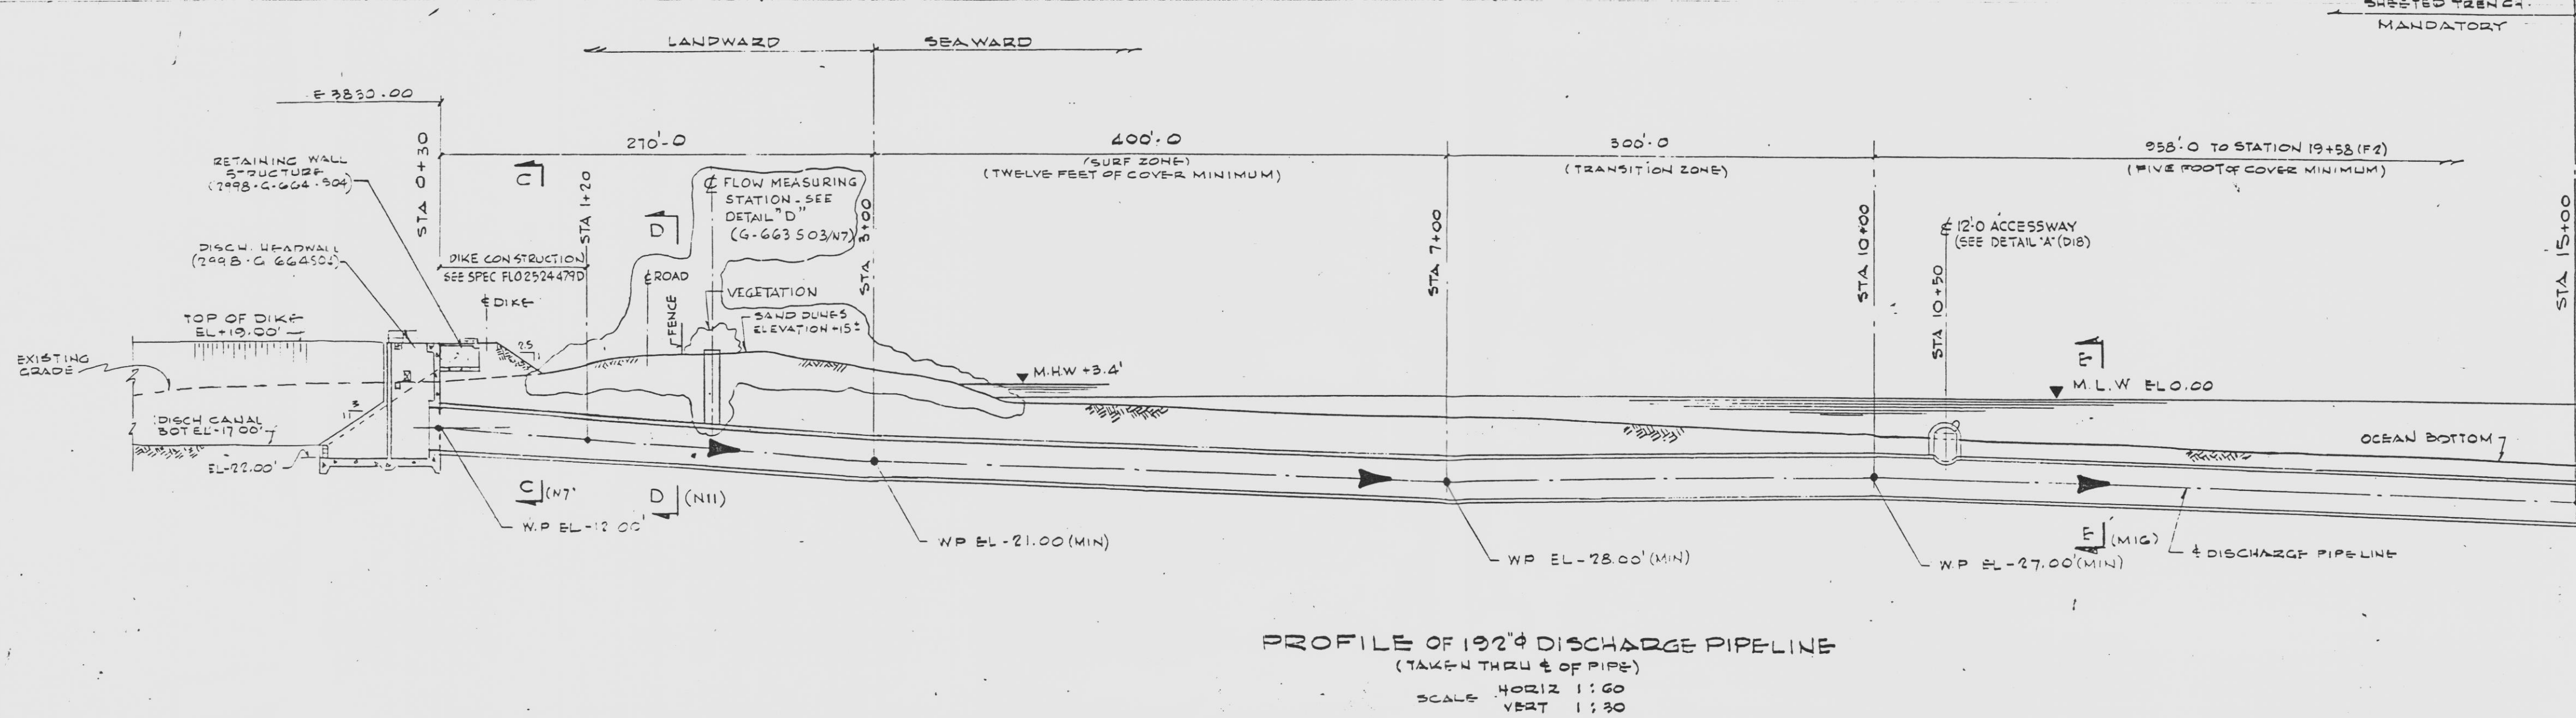 SHEETED TRENCH
MANDATORY
LANDWARD
SEAWARD
E 3830.00
270'-0
400'-0
(SURF ZONE)
(TWELVE FEET OF COVER MINIMUM)
300'-0
(TRANSITION ZONE)
958'-0 TO STATION 19+58 (F2)
(FIVE FOOT OF COVER MINIMUM)
STA 0+30
STA 1+20
STA 3+00
STA 7+00
STA 10+00
STA 10+50
STA 15+00
RETAINING WALL
STRUCTURE
(2998-G-664-S04)
DISCH. HEADWALL
(2998-G 664S04)
C
D
℄ FLOW MEASURING
STATION - SEE
DETAIL "D"
(G-663 S03/N7)
DIKE CONSTRUCTION
SEE SPEC FLO2524479D
℄ DIKE
℄ ROAD
FENCE
VEGETATION
SAND DUNES
ELEVATION +15±
TOP OF DIKE
EL +19.00'
EXISTING
GRADE
2.5
1
3
1
DISCH CANAL
BOT EL-17.00'
EL-22.00'
M.H.W +3.4'
℄ 12'-0 ACCESSWAY
(SEE DETAIL "A" (D18)
E
M.L.W EL 0.00
OCEAN BOTTOM
C (N7)
D (N11)
W.P EL-12.00'
WP EL-21.00 (MIN)
WP EL-28.00' (MIN)
W.P EL-27.00' (MIN)
E (M16)
℄ DISCHARGE PIPELINE
PROFILE OF 192"ϕ DISCHARGE PIPELINE
(TAKEN THRU ℄ OF PIPE)
SCALE HORIZ 1:60
VERT 1:30